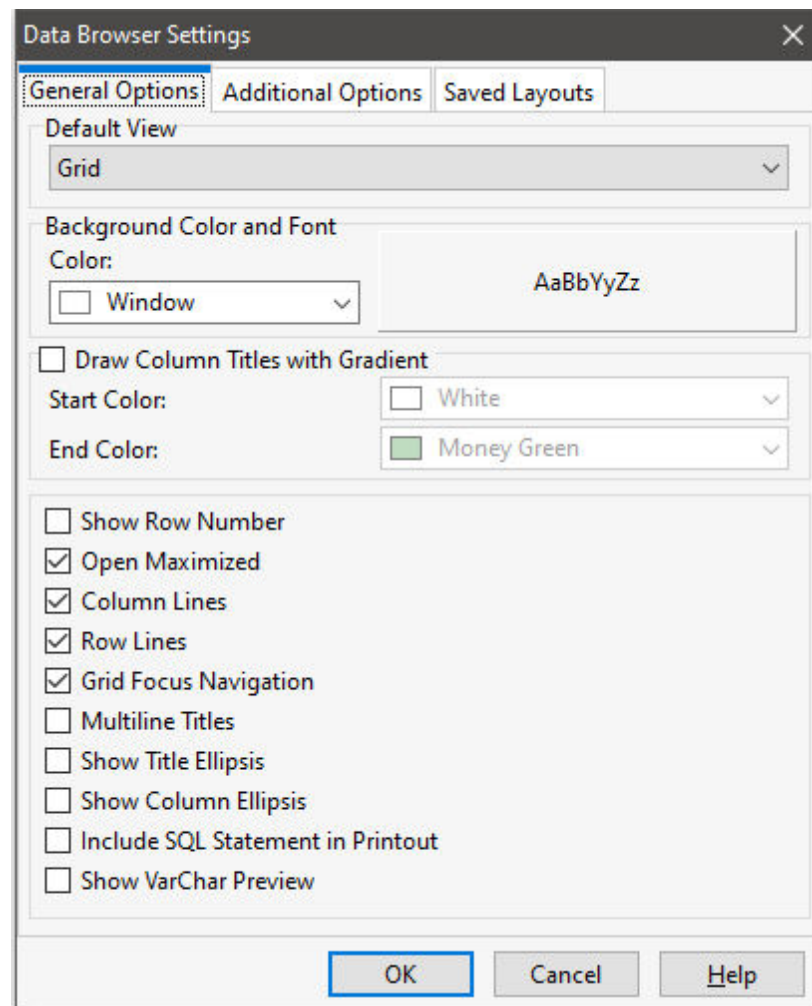 Data Browser Settings
General Options Additional Options Saved Layouts
Default View
Grid
Background Color and Font
Color:
Window
AaBbYyZz
Draw Column Titles with Gradient
Start Color: White
End Color: Money Green
Show Row Number
Open Maximized
Column Lines
Row Lines
Grid Focus Navigation
Multiline Titles
Show Title Ellipsis
Show Column Ellipsis
Include SQL Statement in Printout
Show VarChar Preview
OK Cancel Help